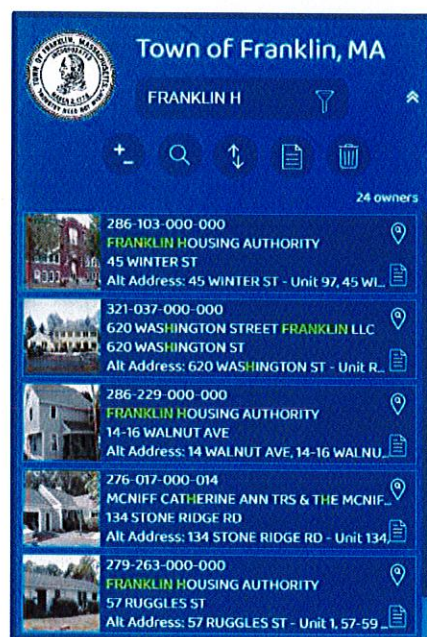 Town of Franklin, MA
FRANKLIN H
24 owners
286-103-000-000
FRANKLIN HOUSING AUTHORITY
45 WINTER ST
Alt Address: 45 WINTER ST - Unit 97, 45 WI...
321-037-000-000
620 WASHINGTON STREET FRANKLIN LLC
620 WASHINGTON ST
Alt Address: 620 WASHINGTON ST - Unit R...
286-229-000-000
FRANKLIN HOUSING AUTHORITY
14-16 WALNUT AVE
Alt Address: 14 WALNUT AVE, 14-16 WALNU...
276-017-000-014
MCNIFF CATHERINE ANN TRS & THE MCNIF...
134 STONE RIDGE RD
Alt Address: 134 STONE RIDGE RD - Unit 134,
279-263-000-000
FRANKLIN HOUSING AUTHORITY
57 RUGGLES ST
Alt Address: 57 RUGGLES ST - Unit 1, 57-59 ...